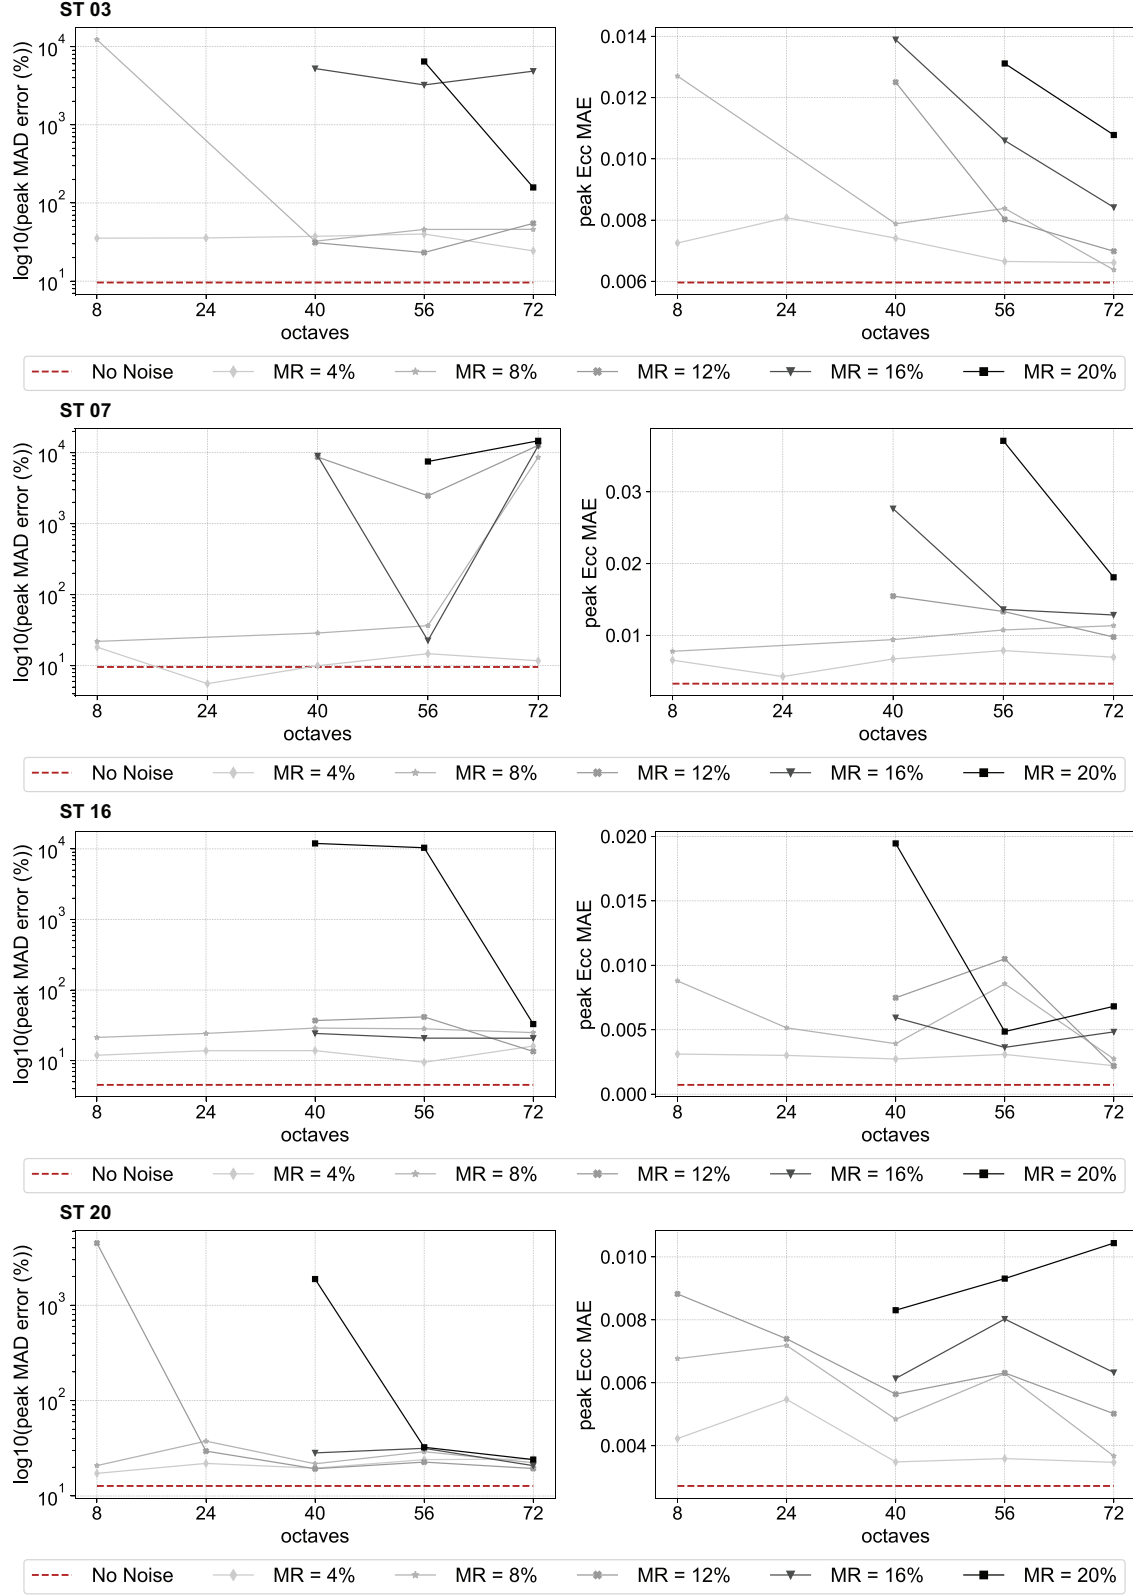 ST 03
log10(peak MAD error (%))
10^4
10^3
10^2
10^1
8 24 40 56 72
octaves
peak Ecc MAE
0.014
0.012
0.010
0.008
0.006
8 24 40 56 72
octaves
No Noise MR = 4% MR = 8% MR = 12% MR = 16% MR = 20%
ST 07
log10(peak MAD error (%))
10^4
10^3
10^2
10^1
8 24 40 56 72
octaves
peak Ecc MAE
0.03
0.02
0.01
8 24 40 56 72
octaves
No Noise MR = 4% MR = 8% MR = 12% MR = 16% MR = 20%
ST 16
log10(peak MAD error (%))
10^4
10^3
10^2
10^1
8 24 40 56 72
octaves
peak Ecc MAE
0.020
0.015
0.010
0.005
0.000
8 24 40 56 72
octaves
No Noise MR = 4% MR = 8% MR = 12% MR = 16% MR = 20%
ST 20
log10(peak MAD error (%))
10^3
10^2
10^1
8 24 40 56 72
octaves
peak Ecc MAE
0.010
0.008
0.006
0.004
8 24 40 56 72
octaves
No Noise MR = 4% MR = 8% MR = 12% MR = 16% MR = 20%